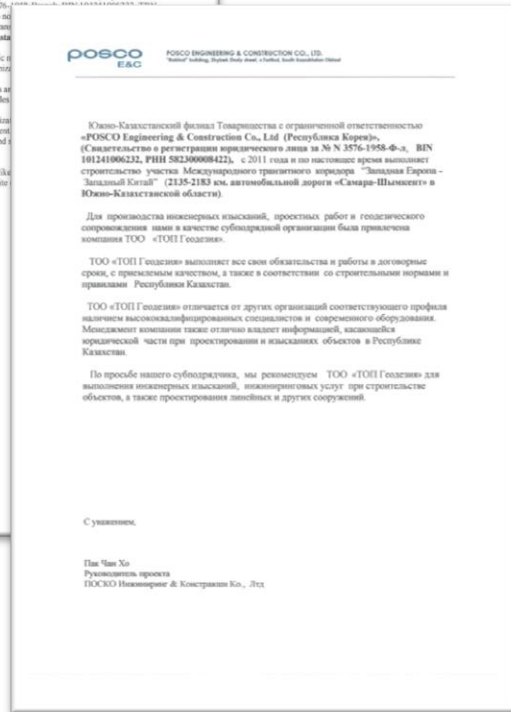 posco
E&C
POSCO ENGINEERING & CONSTRUCTION CO., LTD.
Южно-Казахстанский филиал Товарищества с ограниченной ответственностью
«POSCO Engineering & Construction Co., Ltd (Республика Корея)»,
(Свидетельство о регистрации юридического лица за № N 3576-1958-Ф-л, BIN
101241006232, РНН 582300008422), с 2011 года и по настоящее время выполняет
строительство участка Международного транзитного коридора "Западная Европа -
Западный Китай" (2135-2183 км. автомобильной дороги «Самара-Шымкент» в
Южно-Казахстанской области).
Для производства инженерных изысканий, проектных работ и геодезического
сопровождения нами в качестве субподрядной организации была привлечена
компания ТОО «ТОП Геодезия».
ТОО «ТОП Геодезия» выполняет все свои обязательства и работы в договорные
сроки, с приемлемым качеством, а также в соответствии со строительными нормами и
правилами Республики Казахстан.
ТОО «ТОП Геодезия» отличается от других организаций соответствующего профиля
наличием высококвалифицированных специалистов и современного оборудования.
Менеджмент компании также отлично владеет информацией, касающейся
юридической части при проектировании и изысканиях объектов в Республике
Казахстан.
По просьбе нашего субподрядчика, мы рекомендуем ТОО «ТОП Геодезия» для
выполнения инженерных изысканий, инжиниринговых услуг при строительстве
объектов, а также проектирования линейных и других сооружений.
С уважением,
Пак Чан Хо
Руководитель проекта
ПОСКО Инжиниринг & Констракшн Ко., Лтд